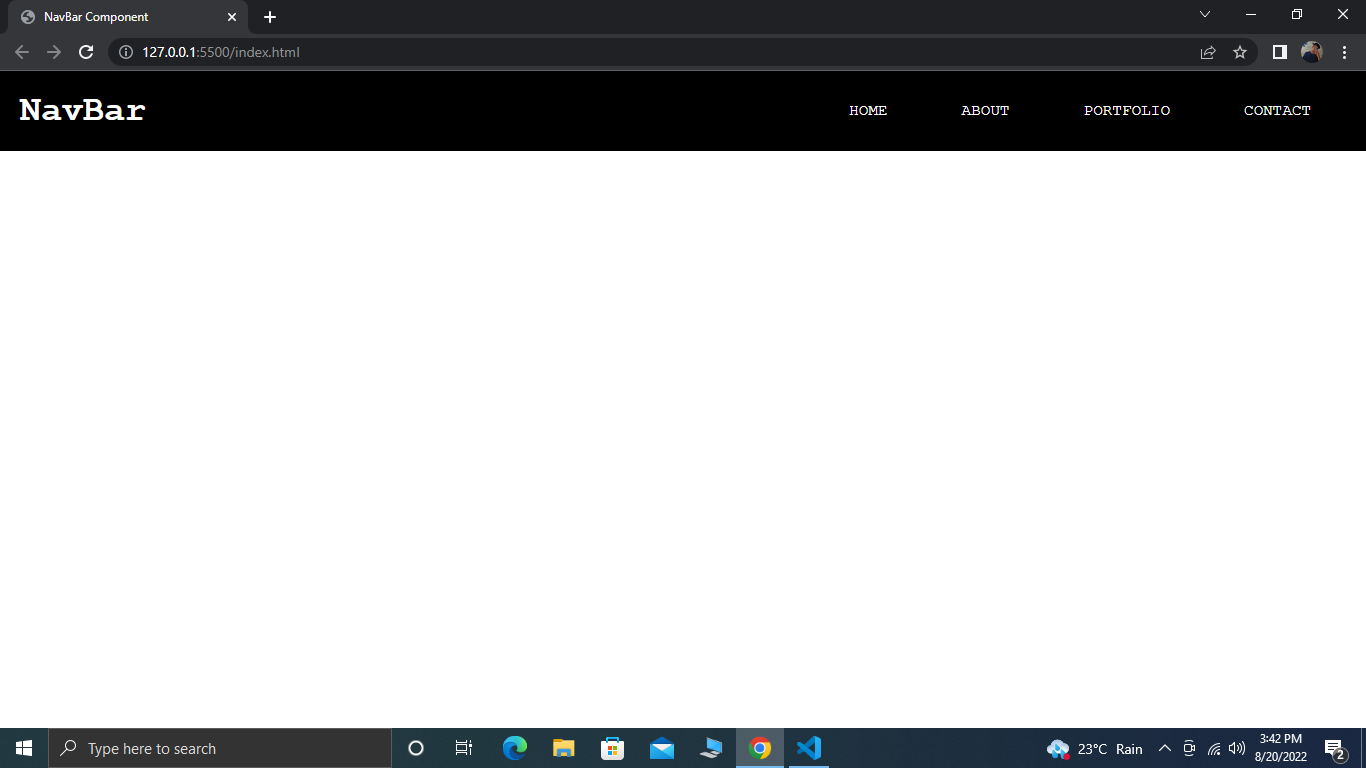 NavBar Component
127.0.0.1:5500/index.html
NavBar HOME ABOUT PORTFOLIO CONTACT
Type here to search 23°C Rain 3:42 PM
8/20/2022 2